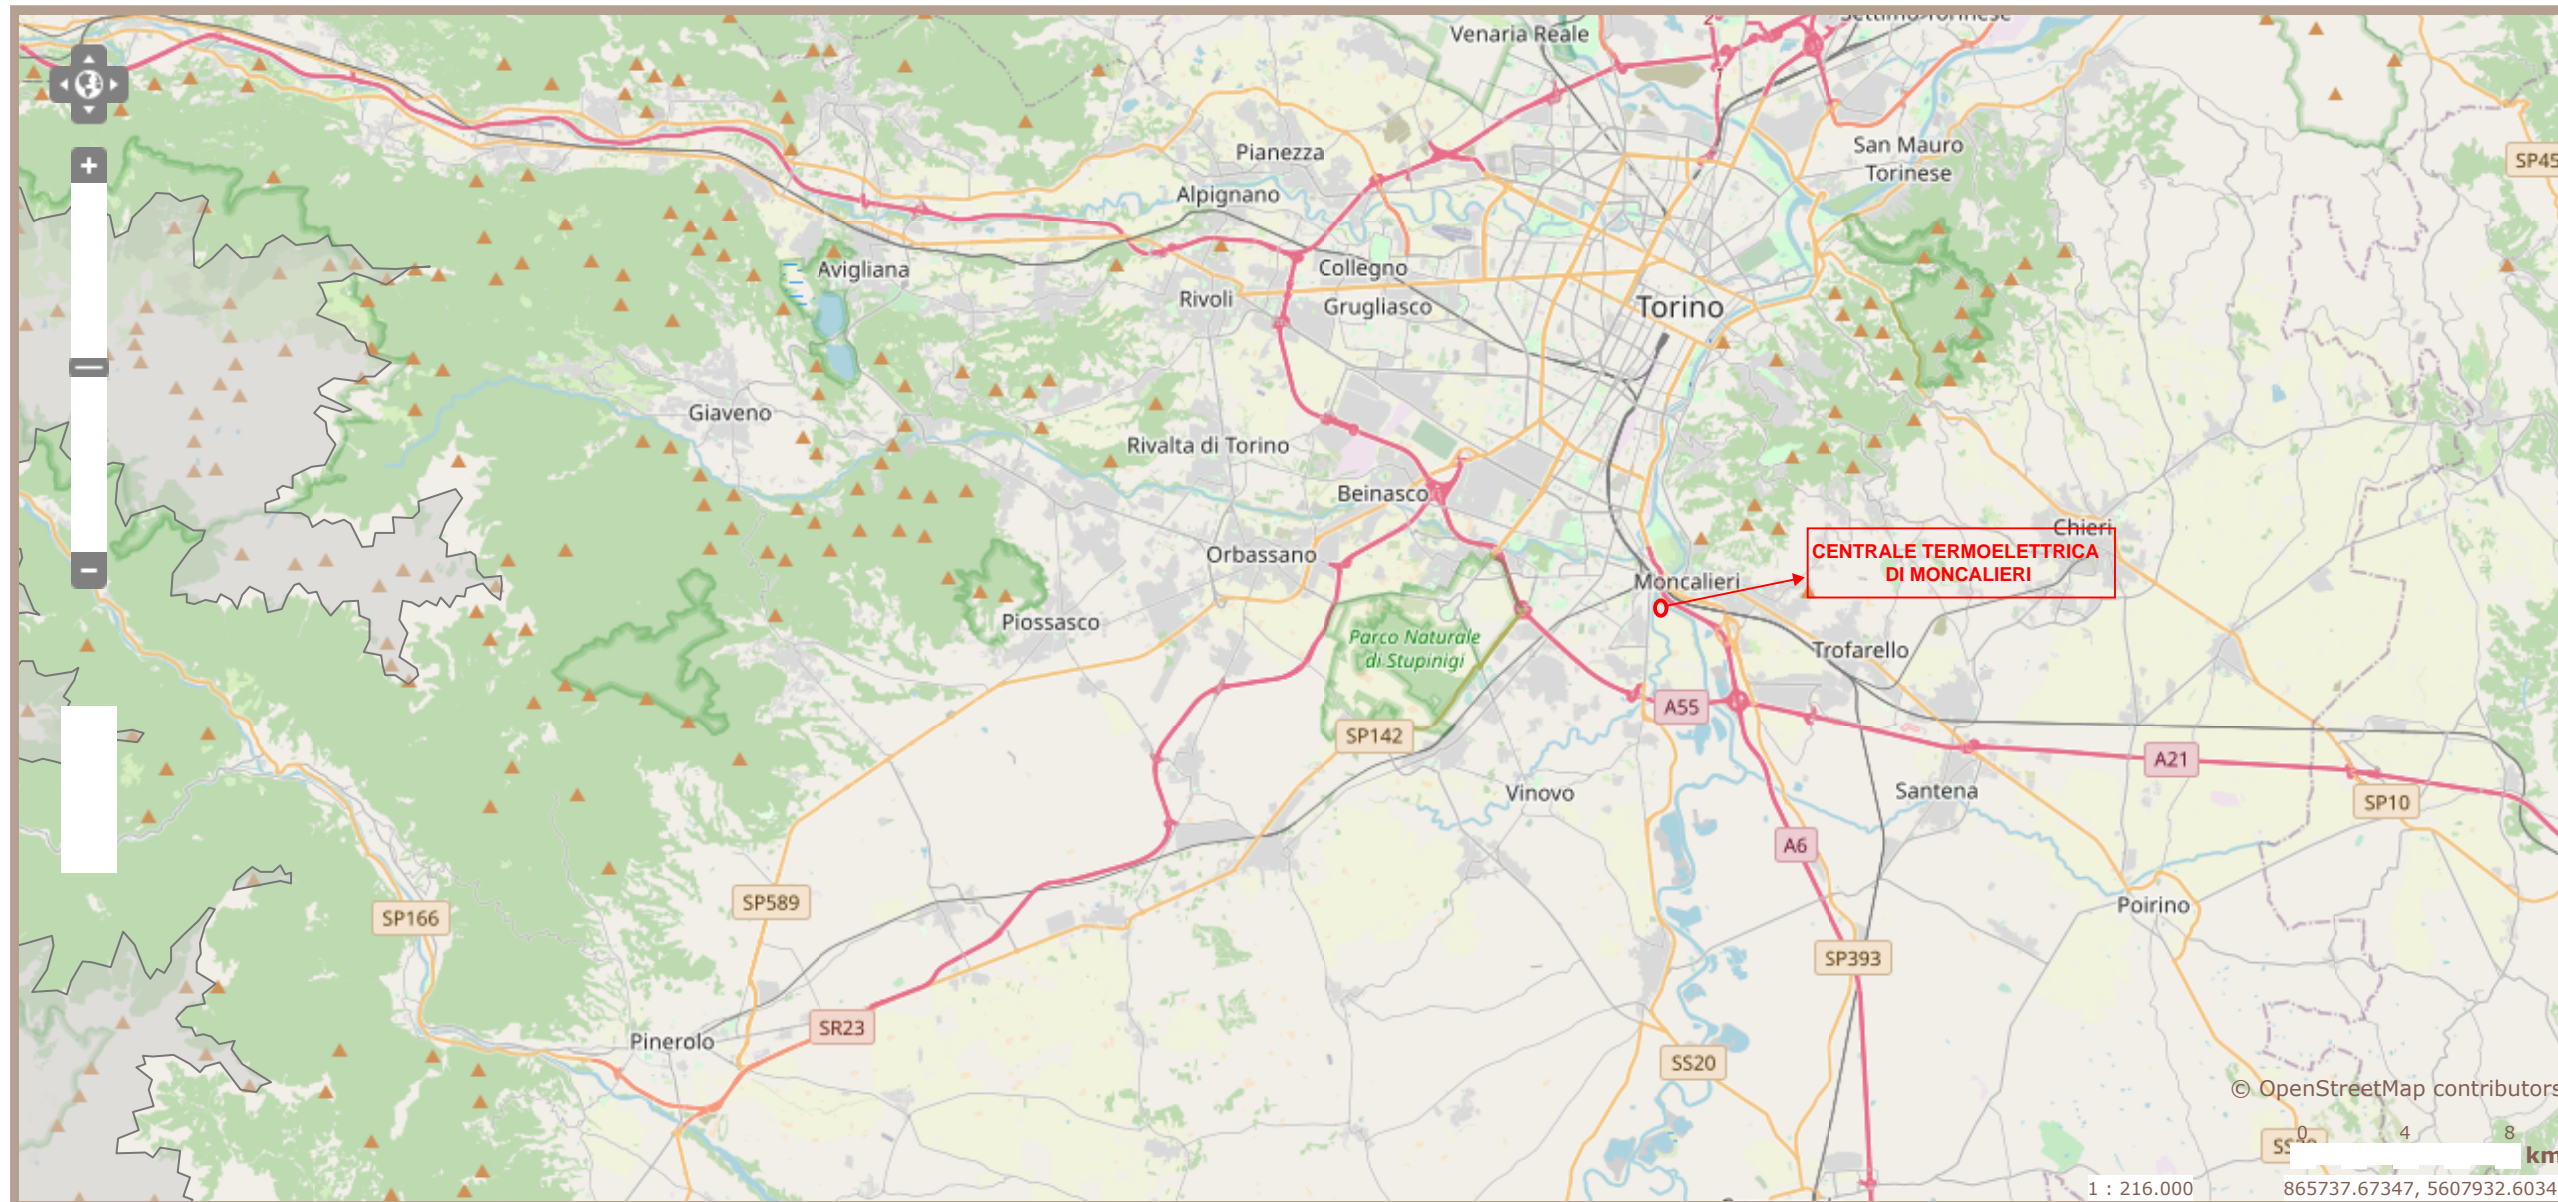 Venaria Reale
2
1
Pianezza
San Mauro
Torinese
SP45
Alpignano
Avigliana
Collegno
Rivoli
Grugliasco
Torino
Giaveno
Rivalta di Torino
Beinasco
Chieri
Orbassano
CENTRALE TERMOELETTRICA
DI MONCALIERI
Moncalieri
Piossasco
Parco Naturale
di Stupinigi
Trofarello
A55
SP142
A21
Vinovo
Santena
SP10
A6
SP589
SP166
Poirino
SP393
SR23
Pinerolo
SS20
© OpenStreetMap contributors
0 4 8
km
1 : 216.000
865737.67347, 5607932.6034